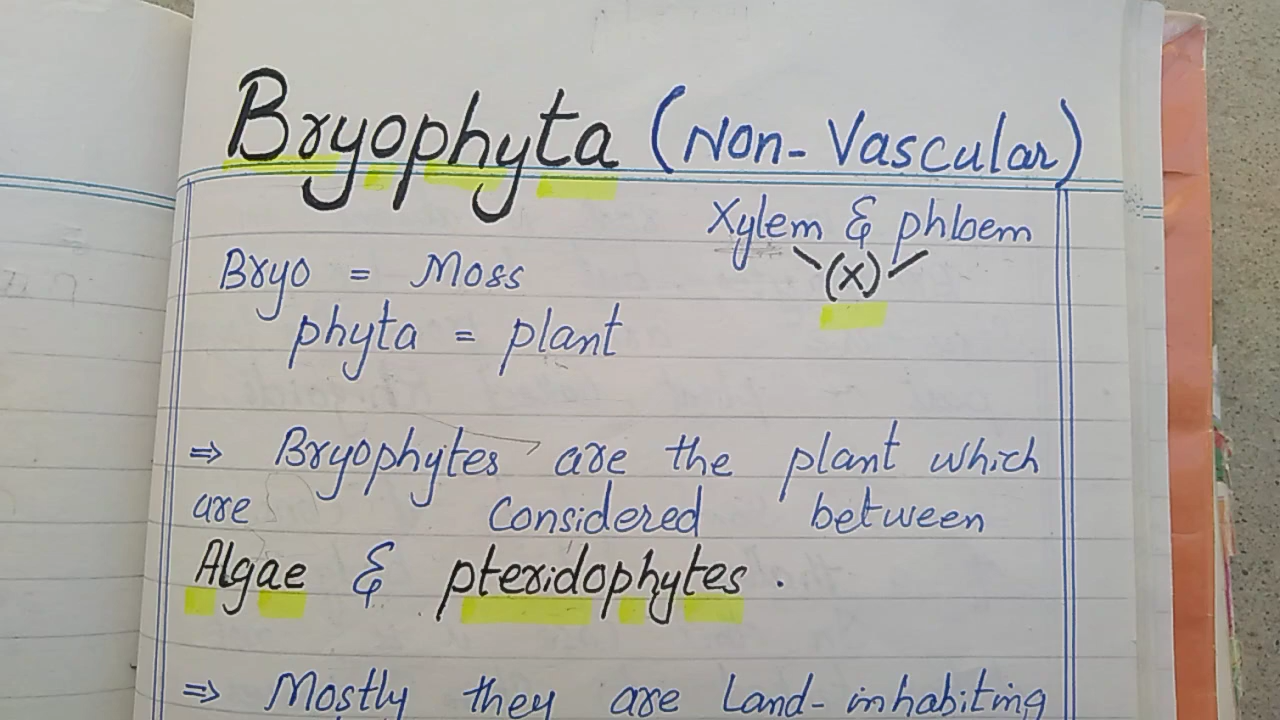 Bryophyta (Non-Vascular)
Xylem & phloem
(x)
Bryo = Moss
phyta = plant
⇒ Bryophytes are the plant which
are considered between
Algae & pteridophytes.
⇒ Mostly they are Land-inhabiting